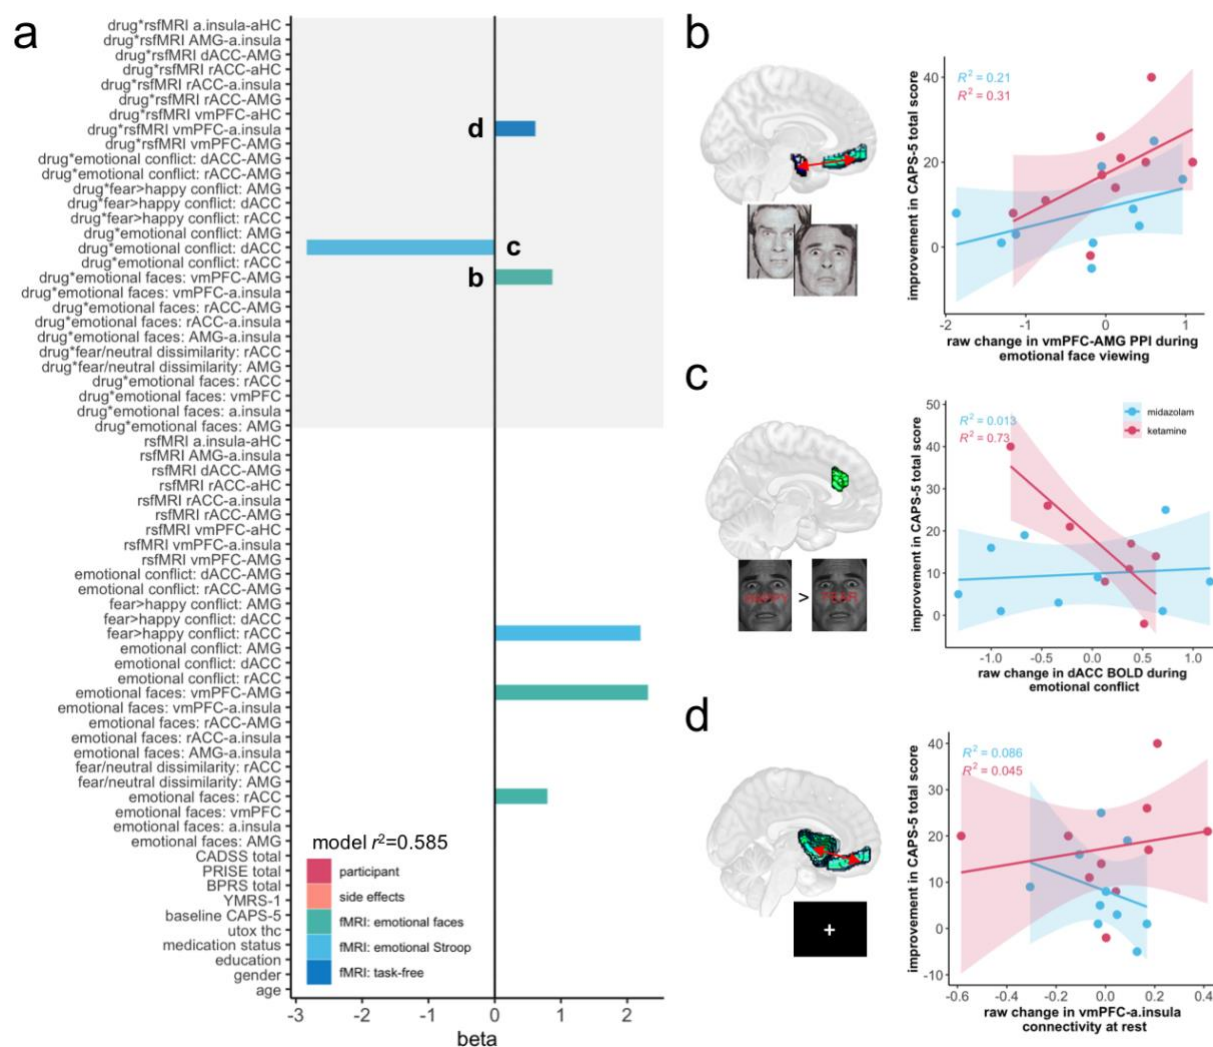 a
drug*rsfMRI a.insula-aHC
drug*rsfMRI AMG-a.insula
drug*rsfMRI dACC-AMG
drug*rsfMRI rACC-aHC
drug*rsfMRI rACC-a.insula
drug*rsfMRI rACC-AMG
drug*rsfMRI vmPFC-aHC
drug*rsfMRI vmPFC-a.insula
drug*rsfMRI vmPFC-AMG
drug*emotional conflict: dACC-AMG
drug*emotional conflict: rACC-AMG
drug*fear>happy conflict: AMG
drug*fear>happy conflict: dACC
drug*fear>happy conflict: rACC
drug*emotional conflict: AMG
drug*emotional conflict: dACC
drug*emotional conflict: rACC
drug*emotional faces: vmPFC-AMG
drug*emotional faces: vmPFC-a.insula
drug*emotional faces: rACC-AMG
drug*emotional faces: rACC-a.insula
drug*emotional faces: AMG-a.insula
drug*fear/neutral dissimilarity: rACC
drug*fear/neutral dissimilarity: AMG
drug*emotional faces: rACC
drug*emotional faces: vmPFC
drug*emotional faces: a.insula
drug*emotional faces: AMG
rsfMRI a.insula-aHC
rsfMRI AMG-a.insula
rsfMRI dACC-AMG
rsfMRI rACC-aHC
rsfMRI rACC-a.insula
rsfMRI rACC-AMG
rsfMRI vmPFC-aHC
rsfMRI vmPFC-a.insula
rsfMRI vmPFC-AMG
emotional conflict: dACC-AMG
emotional conflict: rACC-AMG
fear>happy conflict: AMG
fear>happy conflict: dACC
fear>happy conflict: rACC
emotional conflict: AMG
emotional conflict: dACC
emotional conflict: rACC
emotional faces: vmPFC-AMG
emotional faces: vmPFC-a.insula
emotional faces: rACC-AMG
emotional faces: rACC-a.insula
emotional faces: AMG-a.insula
fear/neutral dissimilarity: rACC
fear/neutral dissimilarity: AMG
emotional faces: rACC
emotional faces: vmPFC
emotional faces: a.insula
emotional faces: AMG
CADSS total
PRISE total
BPRS total
YMRS-1
baseline CAPS-5
utox thc
medication status
education
gender
age
d
c
b
model r²=0.585
participant
side effects
fMRI: emotional faces
fMRI: emotional Stroop
fMRI: task-free
-3 -2 -1 0 1 2
beta
b
improvement in CAPS-5 total score
40
20
0
R² = 0.21
R² = 0.31
-2 -1 0 1
raw change in vmPFC-AMG PPI during
emotional face viewing
c
>
FEAR
improvement in CAPS-5 total score
50
40
30
20
10
0
R² = 0.013
R² = 0.73
midazolam
ketamine
-1.0 -0.5 0.0 0.5 1.0
raw change in dACC BOLD during
emotional conflict
d
+
improvement in CAPS-5 total score
40
30
20
10
0
-10
R² = 0.086
R² = 0.045
-0.6 -0.4 -0.2 0.0 0.2 0.4
raw change in vmPFC-a.insula
connectivity at rest